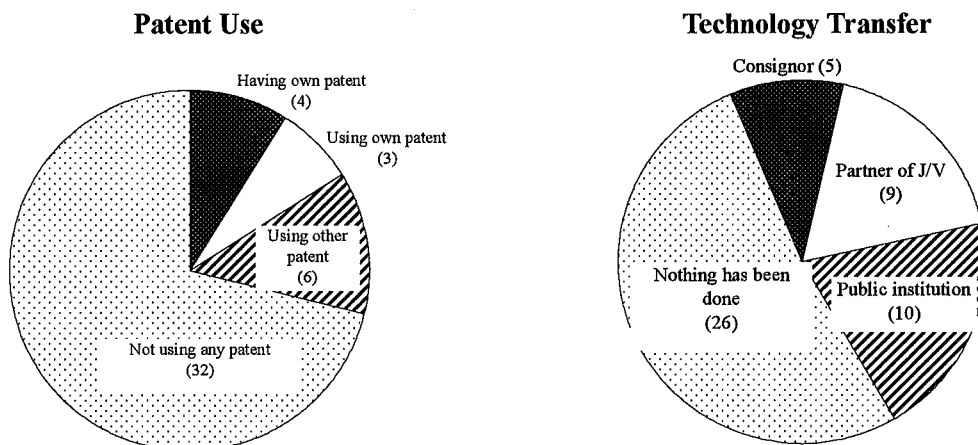 Patent Use
Having own patent
(4)
Using own patent
(3)
Using other
patent
(6)
Not using any patent
(32)
Technology Transfer
Consignor (5)
Partner of J/V
(9)
Public institution
(10)
Nothing has been
done
(26)